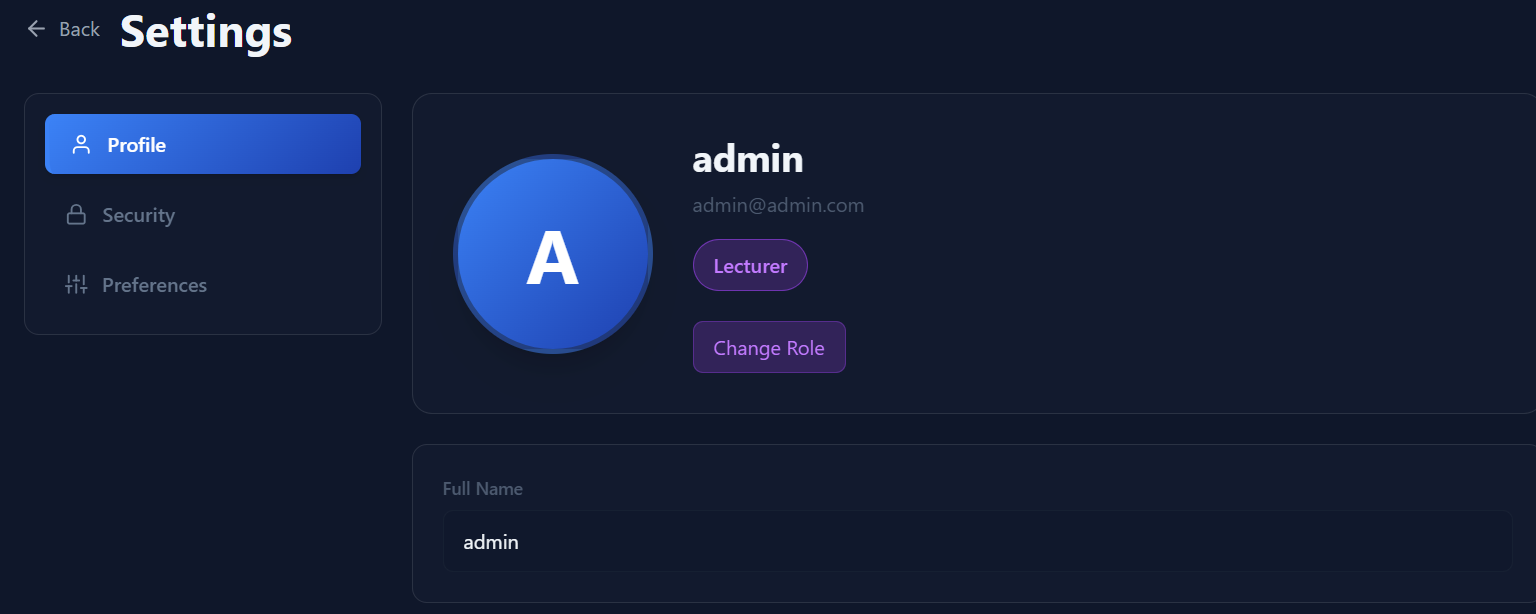 Back
Settings
Profile
Security
Preferences
A
admin
admin@admin.com
Lecturer
Change Role
Full Name
admin